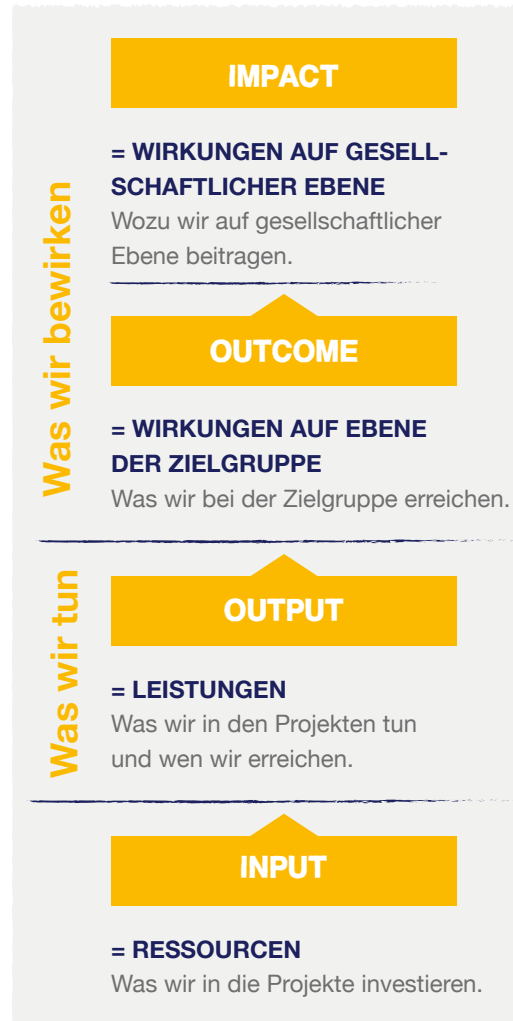 IMPACT
= WIRKUNGEN AUF GESELL-
SCHAFTLICHER EBENE
Wozu wir auf gesellschaftlicher
Ebene beitragen.
Was wir bewirken
OUTCOME
= WIRKUNGEN AUF EBENE
DER ZIELGRUPPE
Was wir bei der Zielgruppe erreichen.
Was wir tun
OUTPUT
= LEISTUNGEN
Was wir in den Projekten tun
und wen wir erreichen.
INPUT
= RESSOURCEN
Was wir in die Projekte investieren.